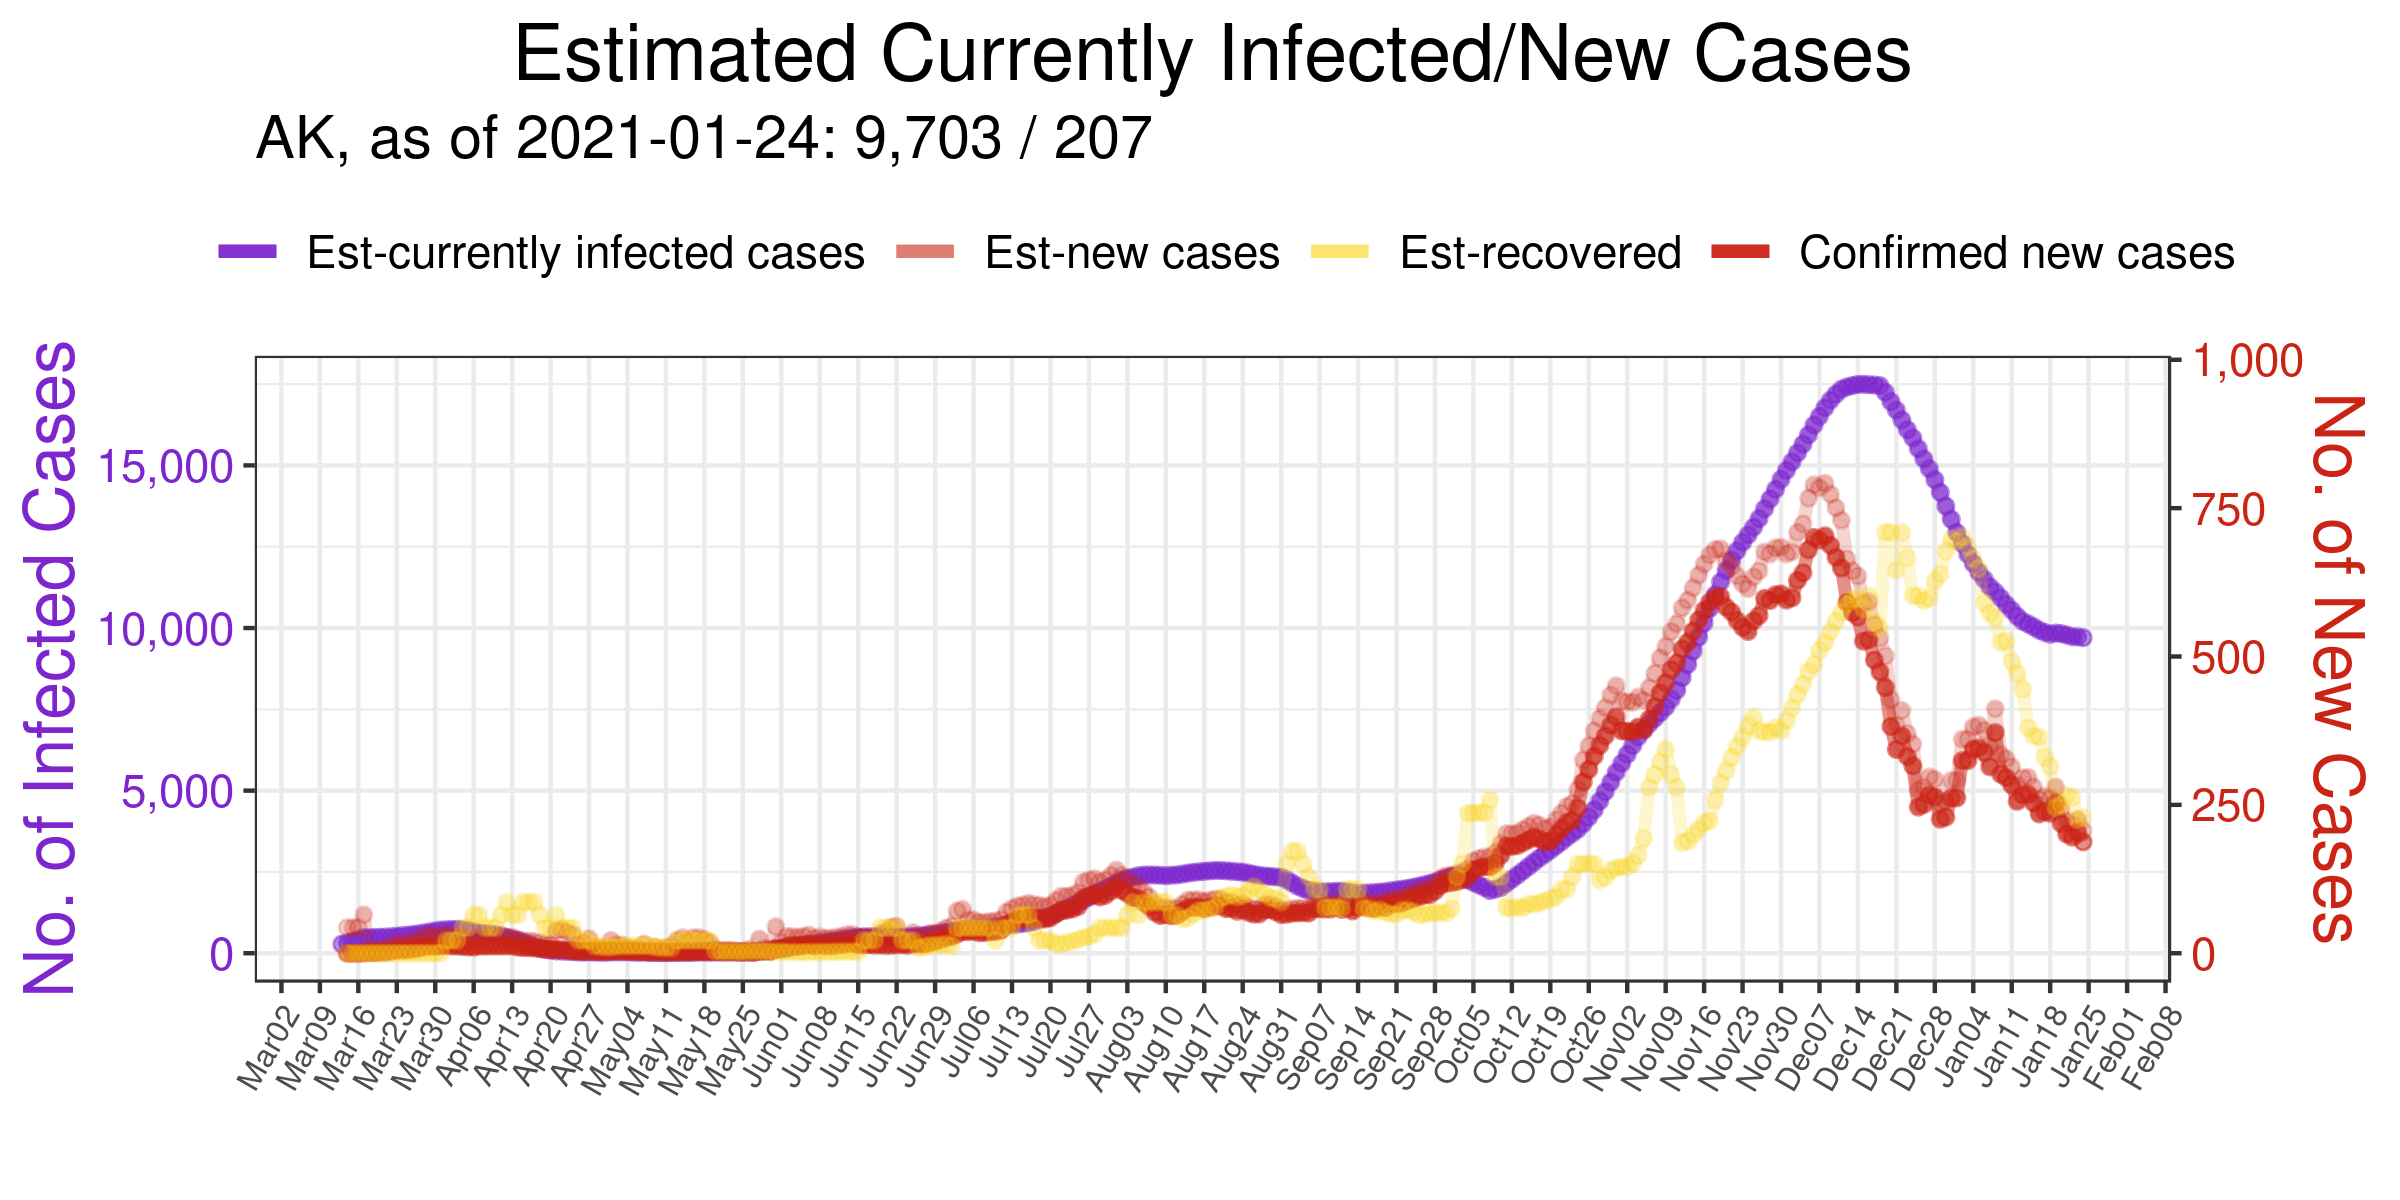 Estimated Currently Infected/New Cases
AK, as of 2021-01-24: 9,703 / 207
Est-currently infected cases Est-new cases Est-recovered Confirmed new cases
No. of Infected Cases
15,000
10,000
5,000
0
1,000
750
500
250
0
No. of New Cases
Mar02 Mar09 Mar16 Mar23 Mar30 Apr06 Apr13 Apr20 Apr27 May04 May11 May18 May25 Jun01 Jun08 Jun15 Jun22 Jun29 Jul06 Jul13 Jul20 Jul27 Aug03 Aug10 Aug17 Aug24 Aug31 Sep07 Sep14 Sep21 Sep28 Oct05 Oct12 Oct19 Oct26 Nov02 Nov09 Nov16 Nov23 Nov30 Dec07 Dec14 Dec21 Dec28 Jan04 Jan11 Jan18 Jan25 Feb01 Feb08